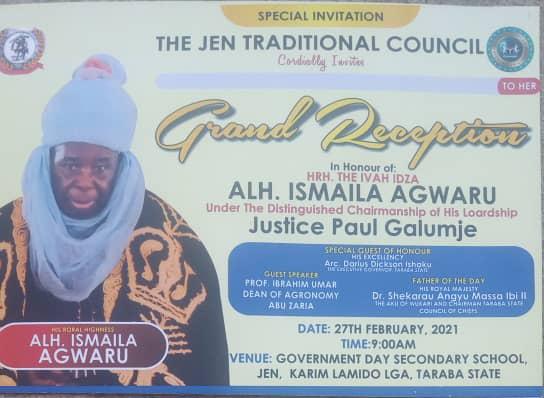 SPECIAL INVITATION
THE JEN TRADITIONAL COUNCIL
Cordially Invites
TO HER
Grand Reception
In Honour of:
HRH. THE IVAH IDZA
ALH. ISMAILA AGWARU
Under The Distinguished Chairmanship of His Loardship
Justice Paul Galumje
SPECIAL GUEST OF HONOUR
HIS EXCELLENCY
Arc. Darius Dickson Ishaku
THE EXECUTIVE GOVERNOR, TARABA STATE
GUEST SPEAKER
PROF. IBRAHIM UMAR
DEAN OF AGRONOMY
ABU ZARIA
FATHER OF THE DAY
HIS ROYAL MAJESTY
Dr. Shekarau Angyu Massa Ibi II
THE AKU OF WUKARI AND CHAIRMAN TARABA STATE
COUNCIL OF CHIEFS
HIS RORAL HIGHNESS
ALH. ISMAILA
AGWARU
DATE: 27TH FEBRUARY, 2021
TIME:9:00AM
VENUE: GOVERNMENT DAY SECONDARY SCHOOL,
JEN, KARIM LAMIDO LGA, TARABA STATE